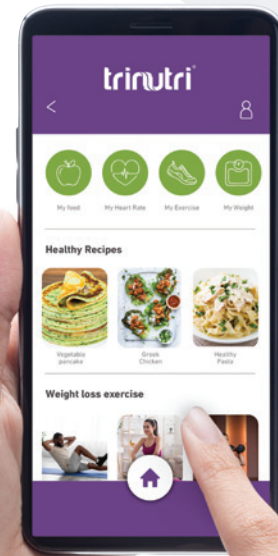 trinutri
My food My Heart Rate My Exercise My Weight
Healthy Recipes
Vegetable Greek Healthy
pancake Chicken Pasta
Weight loss exercise